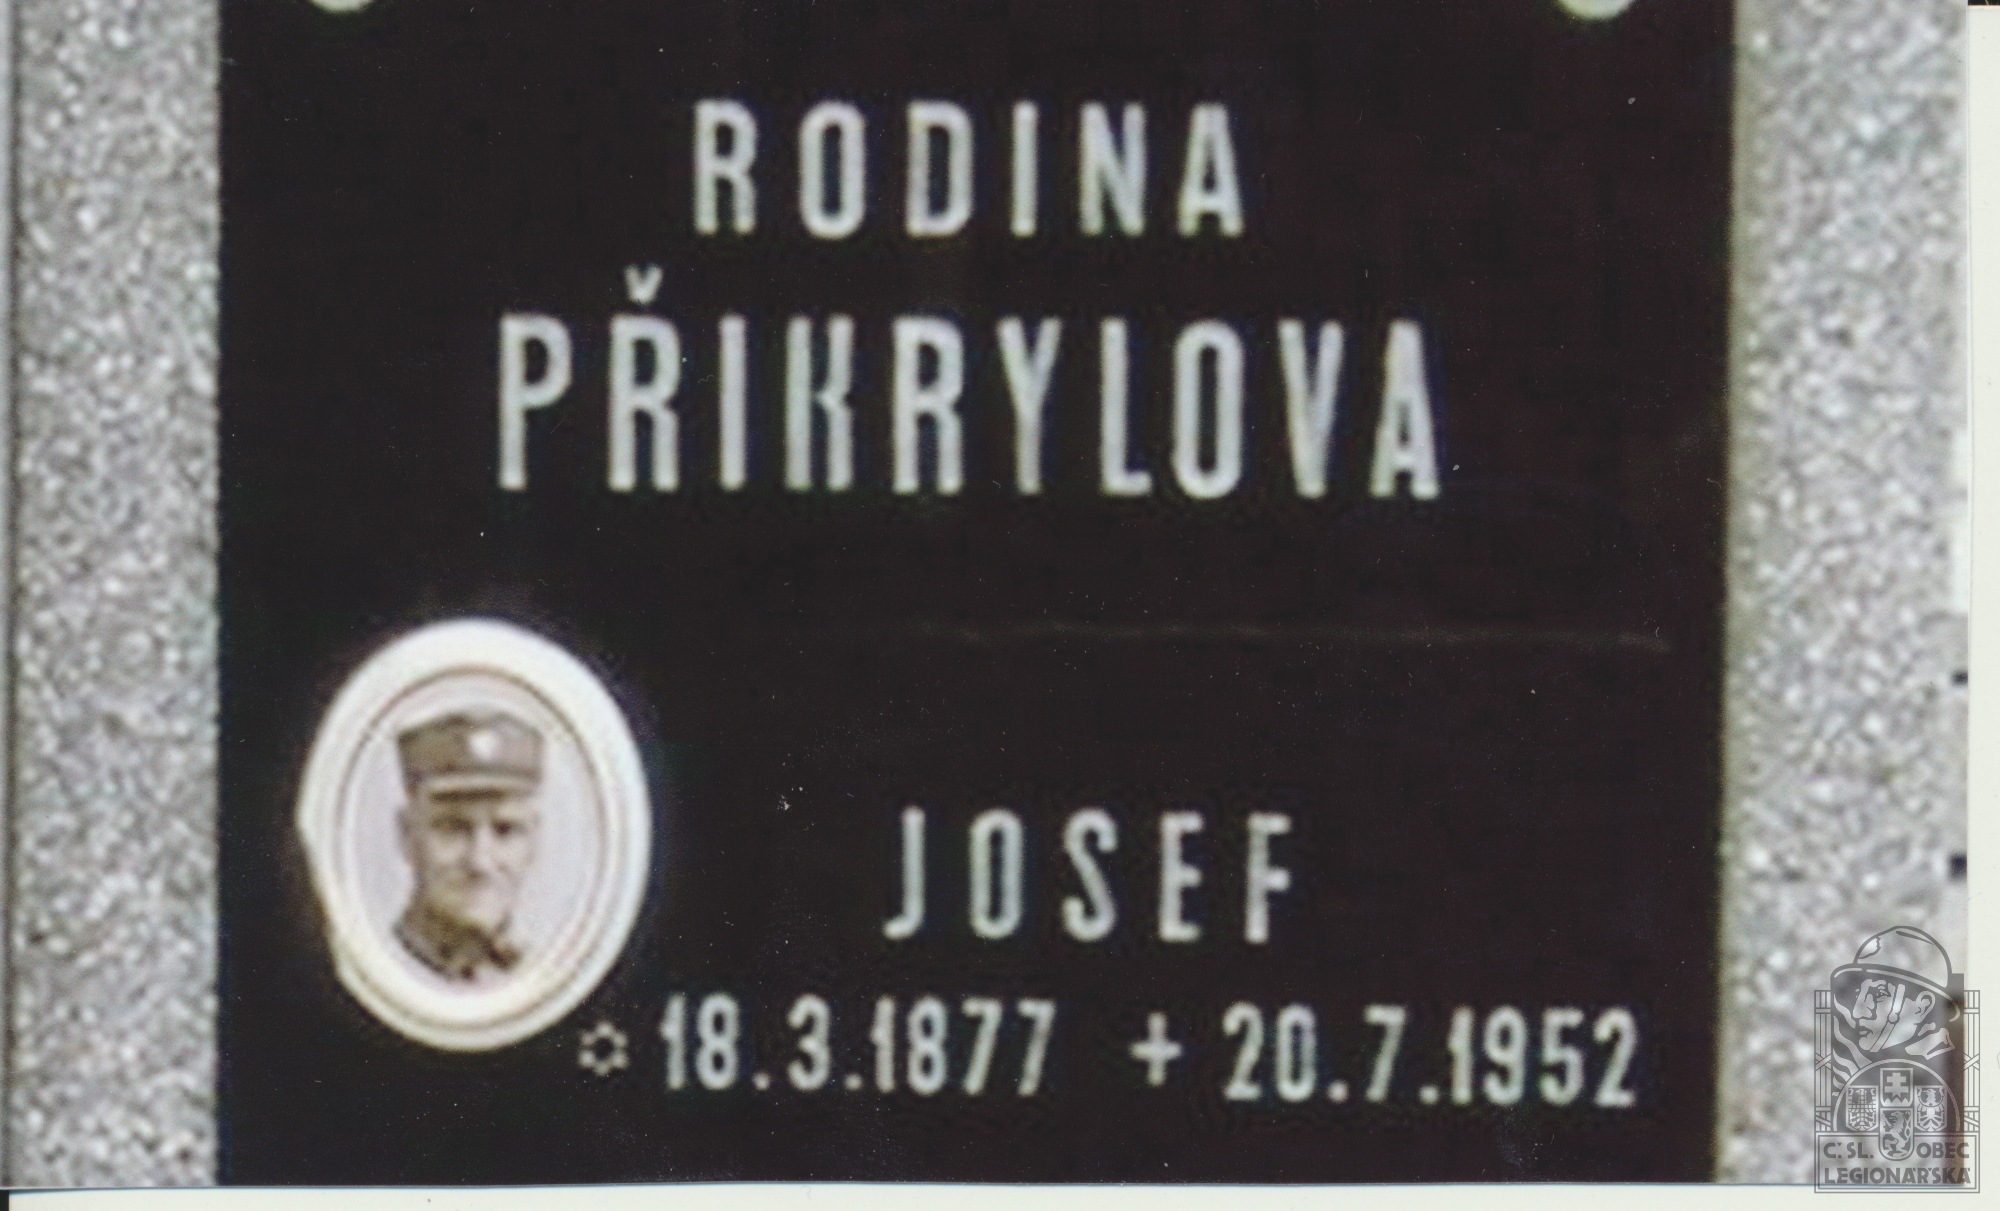 RODINA
PŘIKRYLOVA
JOSEF
✡ 18.3.1877 + 20.7.1952
Č.SL. OBEC
LEGIONÁŘSKÁ